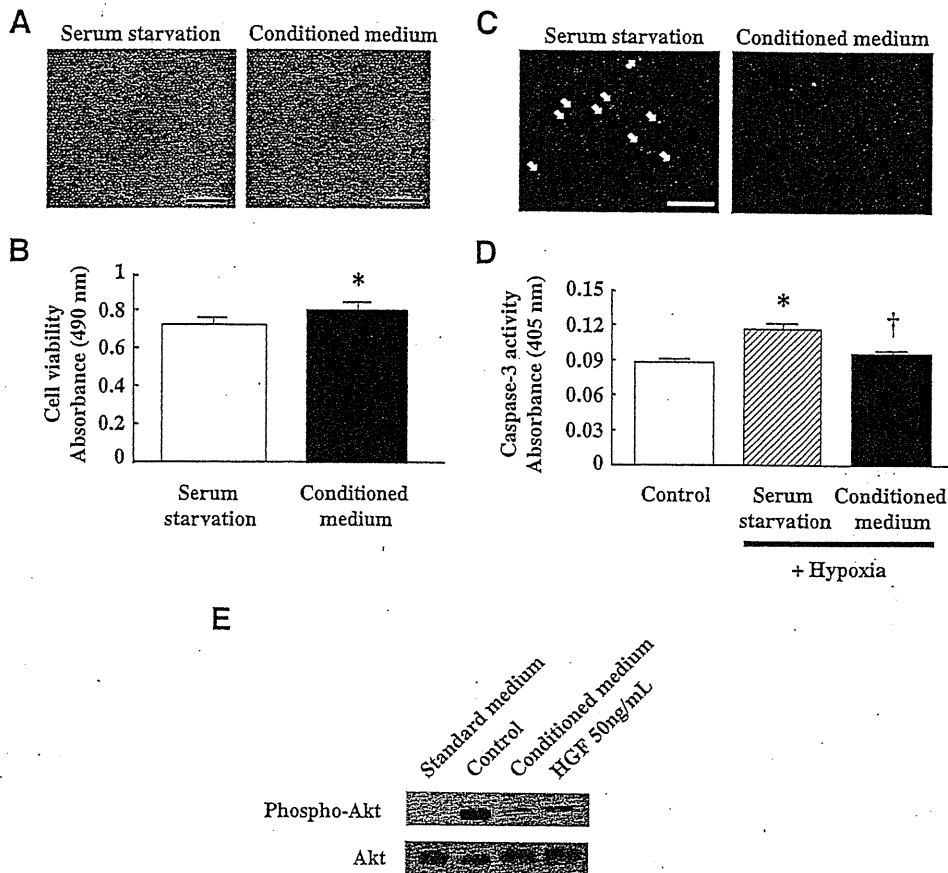 A
Serum starvation
Conditioned medium
C
Serum starvation
Conditioned medium
B
Cell viability
Absorbance (490 nm)
1
0.8
0.6
0.4
0.2
0
*
Serum
starvation
Conditioned
medium
D
Caspase-3 activity
Absorbance (405 nm)
0.15
0.12
0.09
0.06
0.03
0
*
†
Control
Serum
starvation
Conditioned
medium
+ Hypoxia
E
Standard medium
Control
Conditioned medium
HGF 50ng/mL
Phospho-Akt
Akt